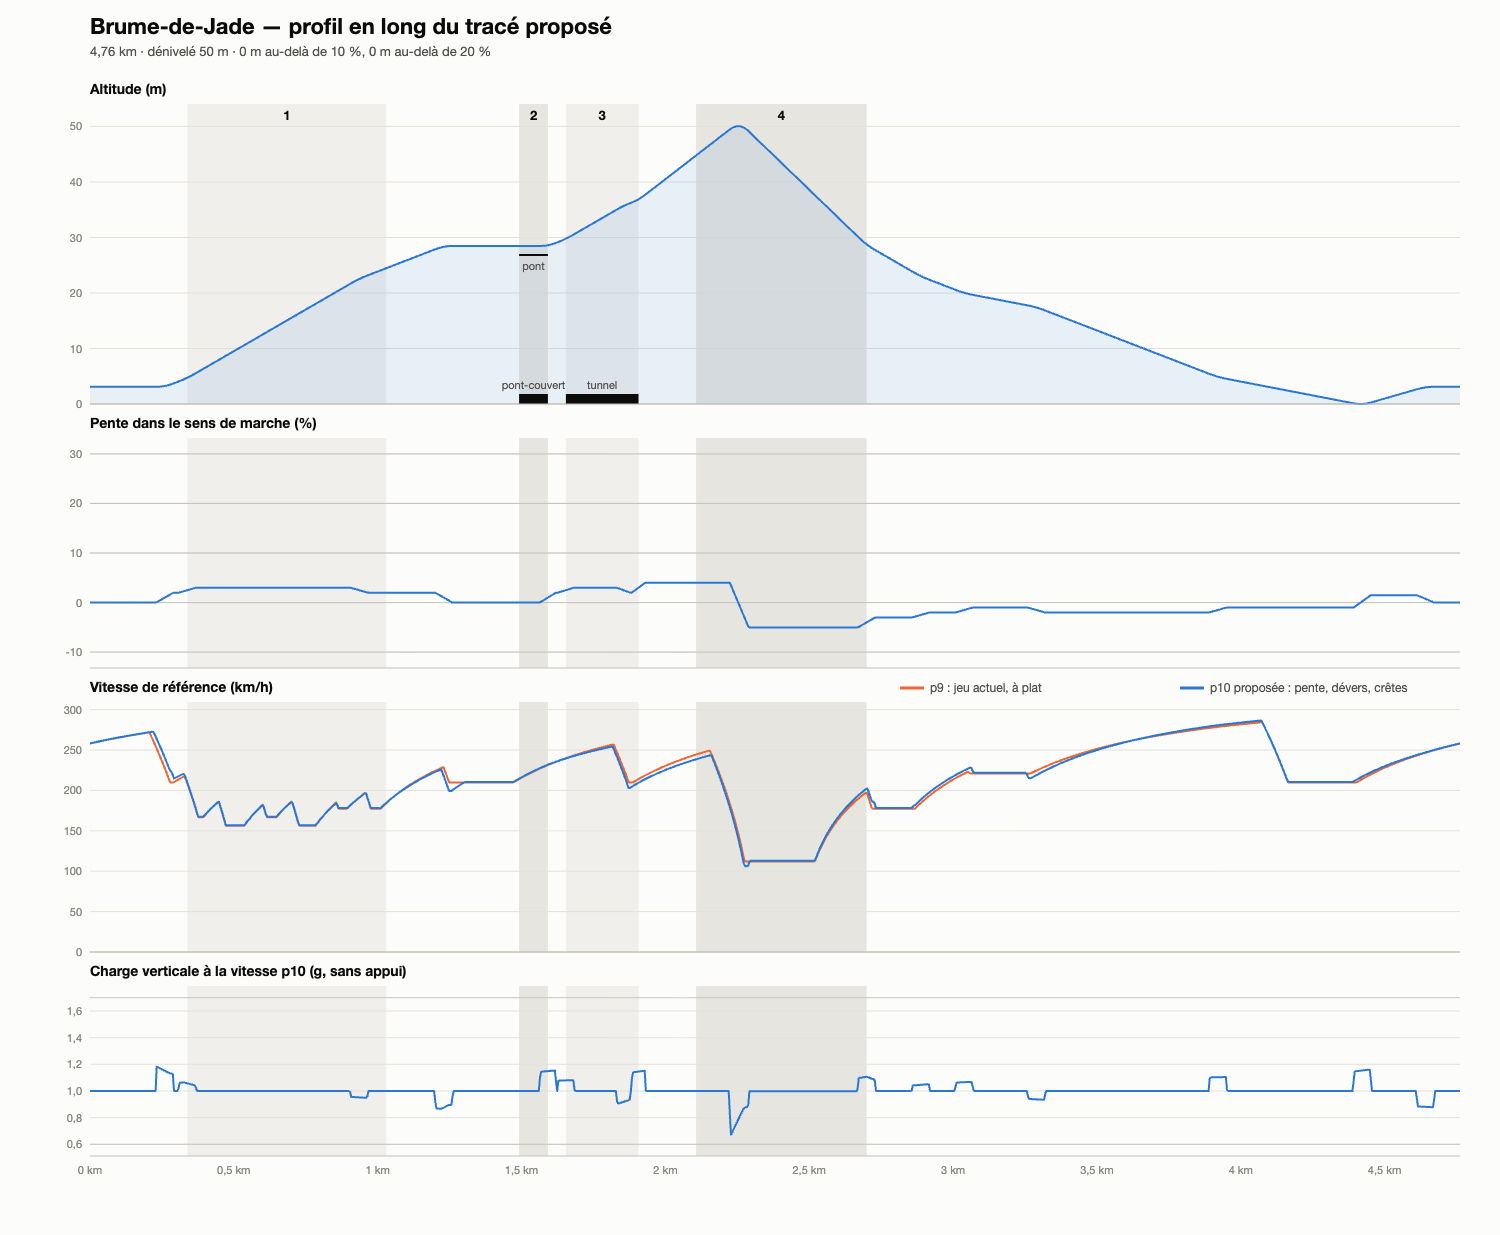 Brume-de-Jade — profil en long du tracé proposé
4,76 km · dénivelé 50 m · 0 m au-delà de 10 %, 0 m au-delà de 20 %
Altitude (m)
1
2
3
4
50
40
30
20
10
0
pont
pont-couvert
tunnel
Pente dans le sens de marche (%)
30
20
10
0
-10
Vitesse de référence (km/h)
p9 : jeu actuel, à plat
p10 proposée : pente, dévers, crêtes
300
250
200
150
100
50
0
Charge verticale à la vitesse p10 (g, sans appui)
1,6
1,4
1,2
1,0
0,8
0,6
0 km
0,5 km
1 km
1,5 km
2 km
2,5 km
3 km
3,5 km
4 km
4,5 km